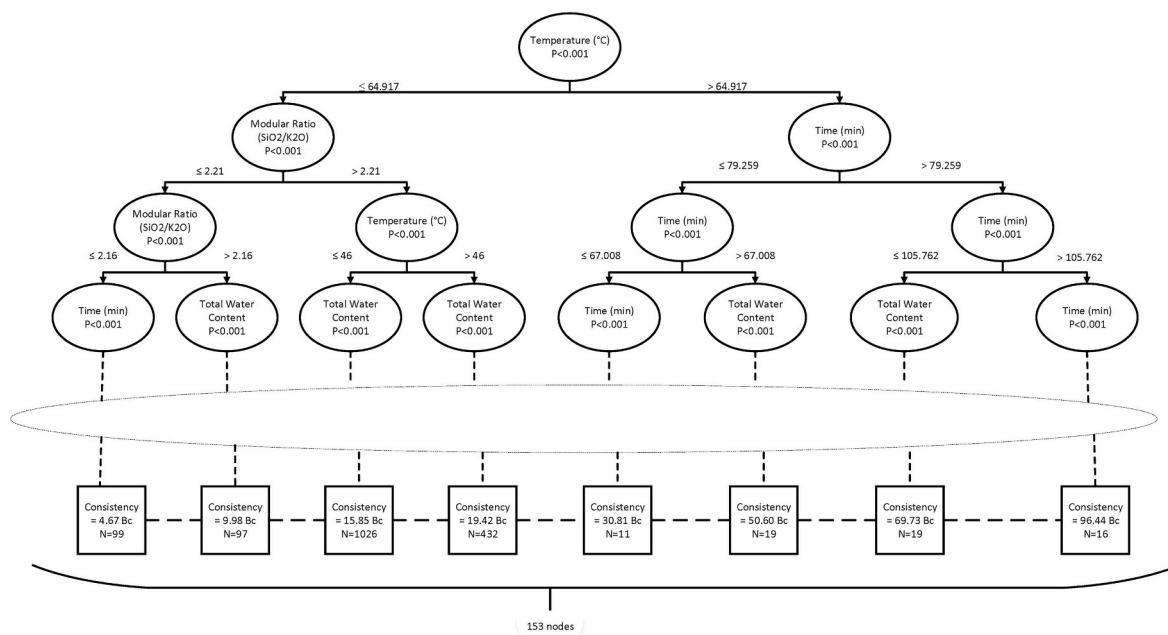 Temperature (°C)
P<0.001
≤ 64.917
> 64.917
Modular Ratio
(SiO2/K2O)
P<0.001
Time (min)
P<0.001
≤ 2.21
> 2.21
≤ 79.259
> 79.259
Modular Ratio
(SiO2/K2O)
P<0.001
Temperature (°C)
P<0.001
Time (min)
P<0.001
Time (min)
P<0.001
≤ 2.16
> 2.16
≤ 46
> 46
≤ 67.008
> 67.008
≤ 105.762
> 105.762
Time (min)
P<0.001
Total Water
Content
P<0.001
Total Water
Content
P<0.001
Total Water
Content
P<0.001
Time (min)
P<0.001
Total Water
Content
P<0.001
Total Water
Content
P<0.001
Time (min)
P<0.001
Consistency
= 4.67 Bc
N=99
Consistency
= 9.98 Bc
N=97
Consistency
= 15.85 Bc
N=1026
Consistency
= 19.42 Bc
N=432
Consistency
= 30.81 Bc
N=11
Consistency
= 50.60 Bc
N=19
Consistency
= 69.73 Bc
N=19
Consistency
= 96.44 Bc
N=16
153 nodes